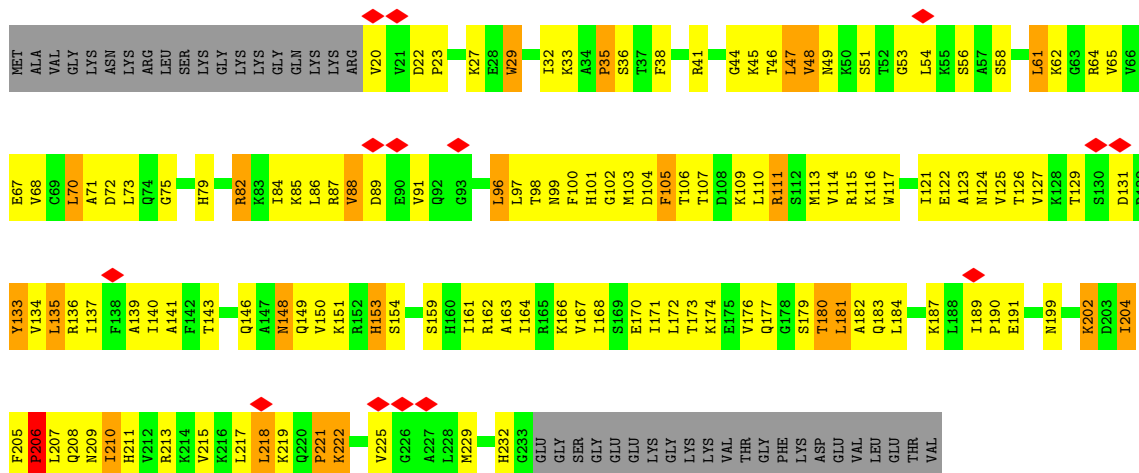 MET ALA VAL GLY LYS ASN LYS ARG LEU SER LYS GLY LYS LYS GLY GLN LYS LYS ARG V20 V21 D22 P23 K27 E28 W29 I32 K33 A34 P35 S36 T37 F38 R41 G44 K45 T46 L47 V48 N49 K50 S51 T52 G53 L54 K55 S56 A57 S58 L61 K62 G63 R64 V65 V66
E67 V68 C69 L70 A71 D72 L73 Q74 G75 H79 R82 K83 I84 K85 L86 R87 V88 D89 E90 V91 Q92 G93 L96 L97 T98 N99 F100 H101 G102 M103 D104 F105 T106 T107 D108 K109 L110 R111 S112 M113 V114 R115 K116 W117 I121 E122 A123 N124 V125 T126 V127 K128 T129 S130 D131
Y133 V134 L135 R136 I137 F138 A139 I140 A141 F142 T143 Q146 A147 N148 Q149 V150 K151 R152 H153 S154 S159 H160 I161 R162 A163 I164 R165 K166 V167 I168 S169 E170 I171 L172 T173 K174 E175 V176 Q177 G178 S179 T180 L181 A182 Q183 L184 K187 L188 I189 P190 E191 N199 K202 D203 I204
F205 P206 L207 Q208 N209 I210 H211 V212 R213 K214 V215 K216 L217 L218 K219 Q220 P221 K222 V225 G226 A227 L228 M229 H232 G233 GLU GLY SER GLY GLU GLU LYS GLY LYS LYS VAL THR GLY PHE LYS ASP GLU VAL LEU GLU THR VAL